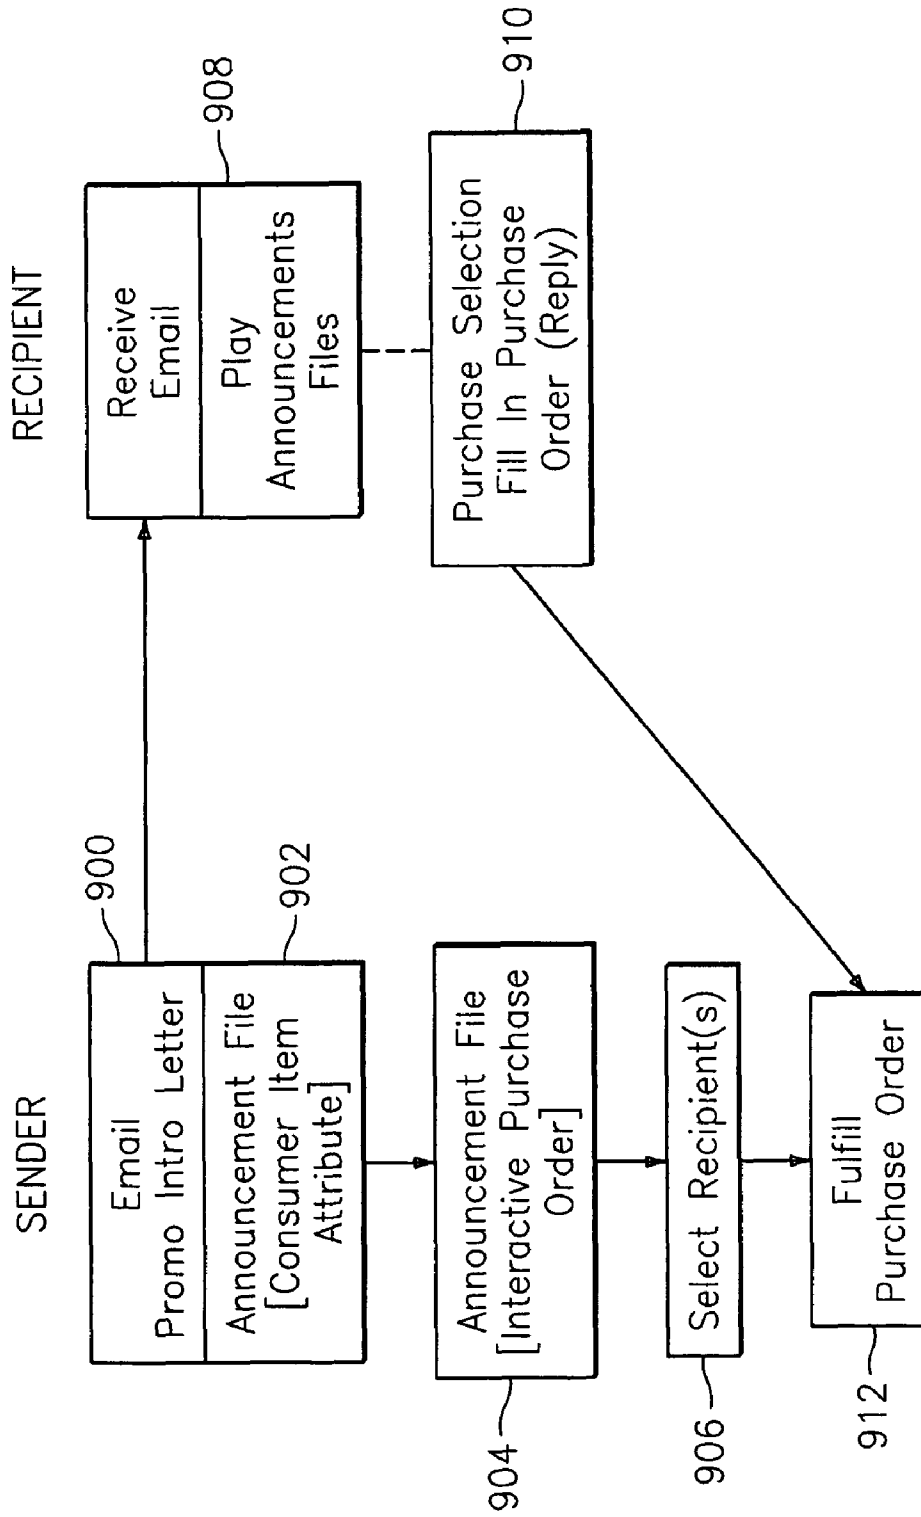 SENDER
RECIPIENT
900
Email
Promo Intro Letter
902
Announcement File
[Consumer Item
Attribute]
904
Announcement File
[Interactive Purchase
Order]
906
Select Recipient(s)
912
Fulfill
Purchase Order
Receive
Email
908
Play
Announcements
Files
910
Purchase Selection
Fill In Purchase
Order (Reply)